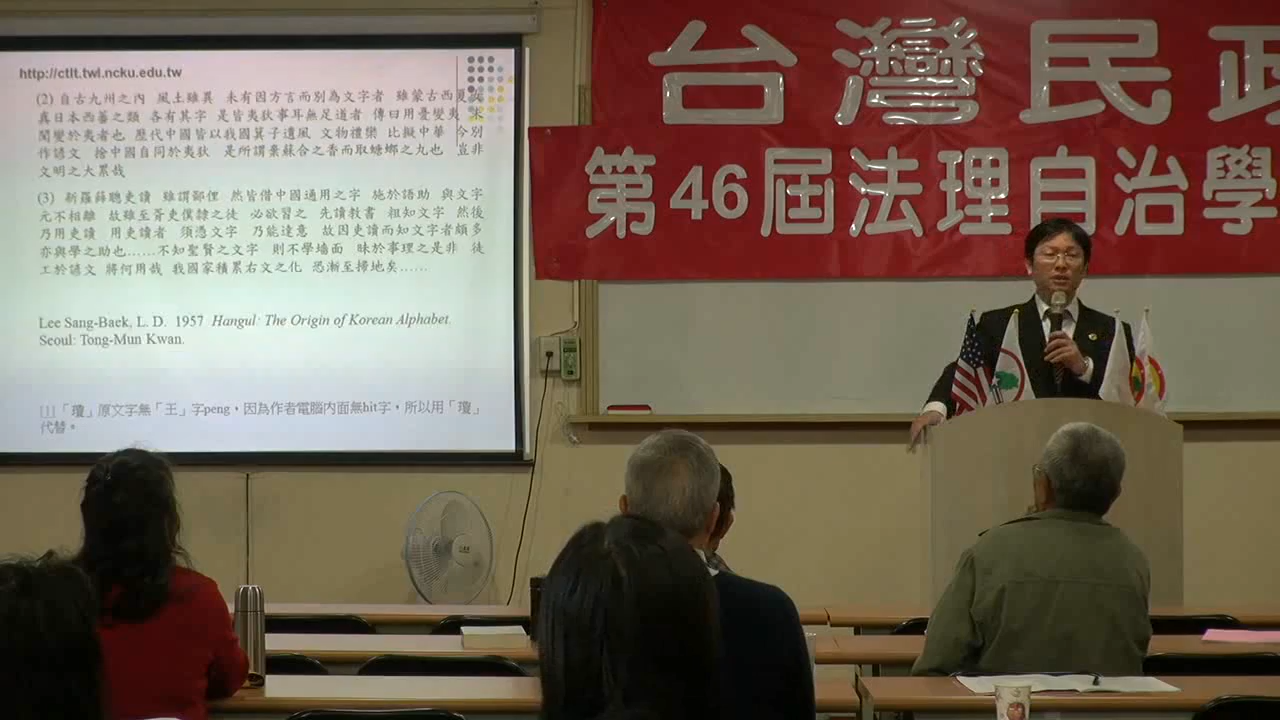 http://ctlt.twl.ncku.edu.tw
(2) 自古九州之內 風土雖異 未有因方言而別為文字者 雖蒙古西夏女
真日本西蕃之類 各有其字 是皆夷狄事耳無足道者 傳曰用夏變夷 未
聞變於夷者也 歷代中國皆以我國箕子遺風 文物禮樂 比擬中華 今別
作諺文 捨中國自同於夷狄 是所謂棄蘇合之香而取螗螂之丸也 豈非
文明之大累哉
(3) 新羅薛聰吏讀 雖謂鄙俚 然皆借中國通用之字 施於語助 與文字
元不相離 故雖至胥吏僕隸之徒 必欲習之 先讀數書 粗知文字 然後
乃用吏讀 用吏讀者 須憑文字 乃能達意 故因吏讀而知文字者頗多
亦與學之助也……不知聖賢之文字 則不學墻面 昧於事理之是非 徒
工於諺文 將何用哉 我國家積累右文之化 恐漸至掃地矣……
Lee Sang-Baek, L. D. 1957 Hangul: The Origin of Korean Alphabet.
Seoul: Tong-Mun Kwan.
[1]「瓊」原文字無「王」字peng，因為作者電腦內面無hit字，所以用「瓊」
代替。
台灣民政
第46屆法理自治學